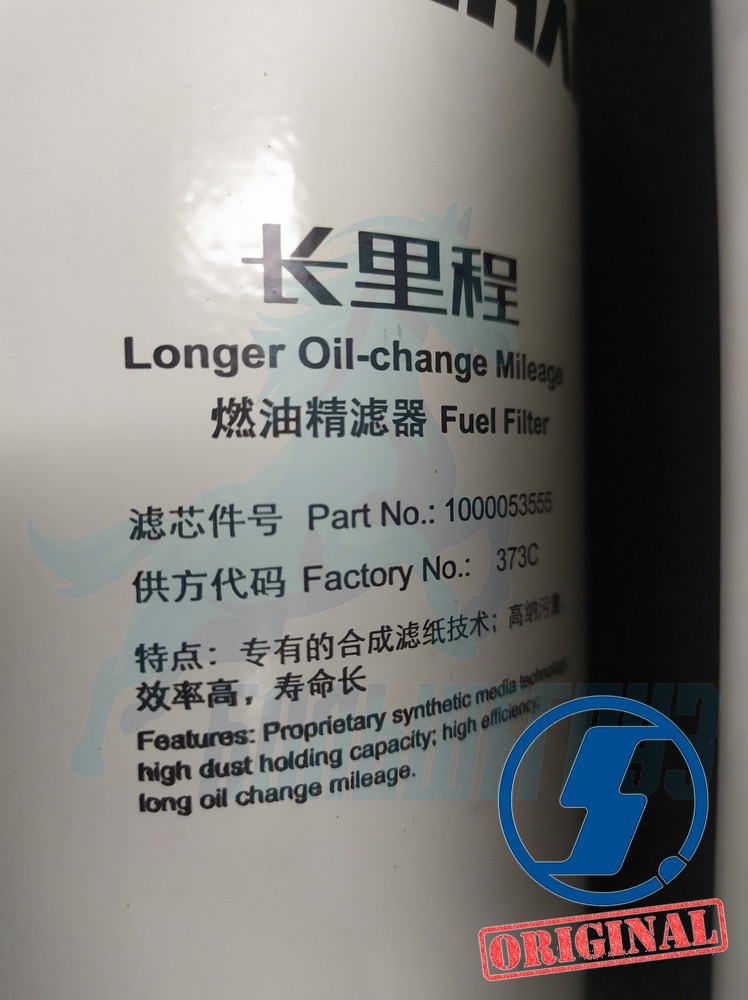 长里程
Longer Oil-change Mileage
燃油精滤器 Fuel Filter
滤芯件号 Part No.: 1000053555
供方代码 Factory No.: 373C
特点：专有的合成滤纸技术；高纳污量
效率高，寿命长
Features: Proprietary synthetic media technology;
high dust holding capacity; high efficiency;
long oil change mileage.
ORIGINAL